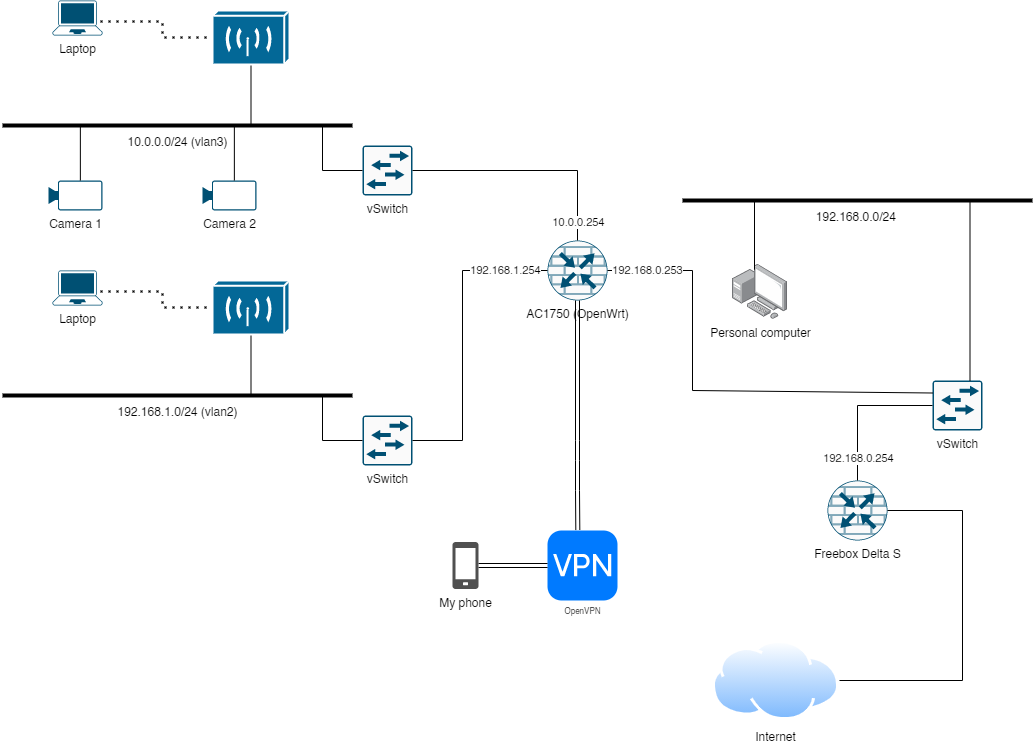 Laptop
10.0.0.0/24 (vlan3)
vSwitch
Camera 1
Camera 2
10.0.0.254
192.168.0.0/24
192.168.1.254
192.168.0.253
AC1750 (OpenWrt)
Laptop
Personal computer
192.168.1.0/24 (vlan2)
vSwitch
vSwitch
192.168.0.254
Freebox Delta S
VPN
My phone
OpenVPN
Internet